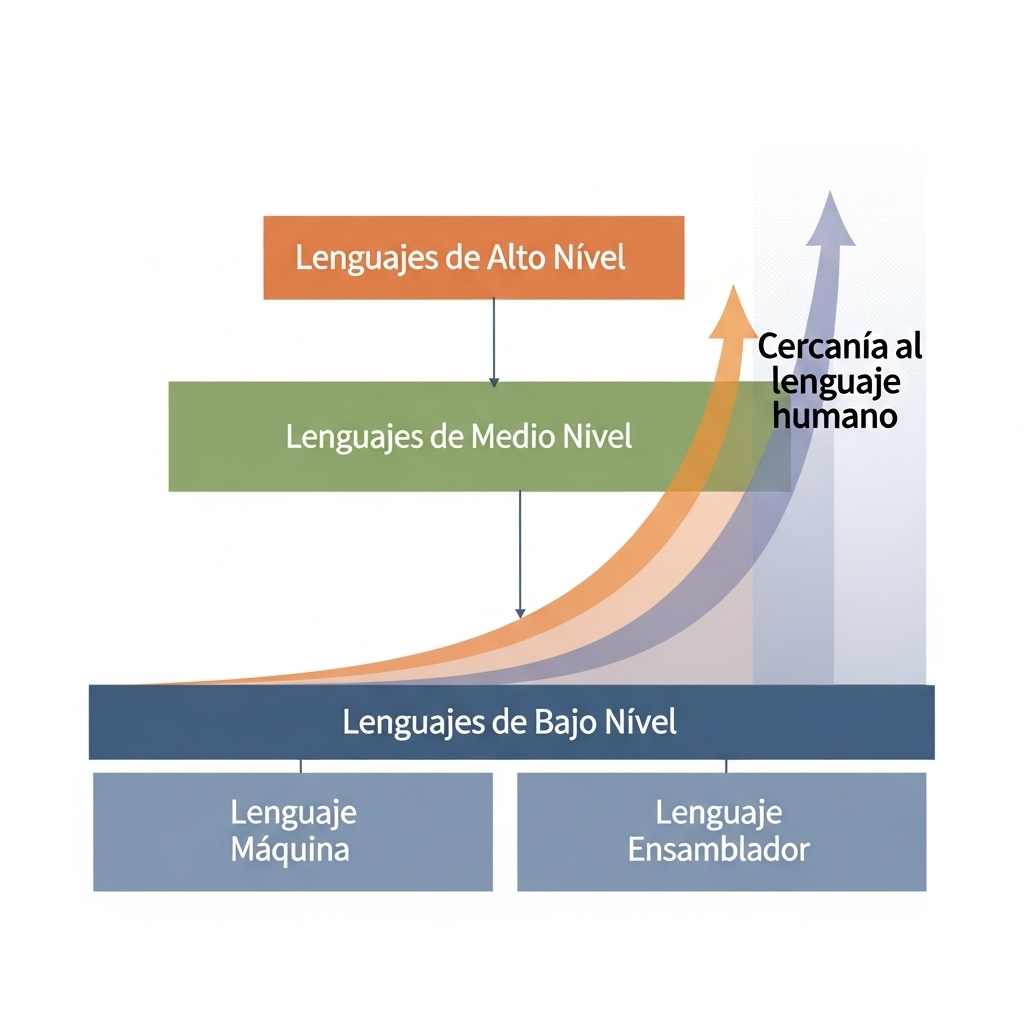 Lenguajes de Alto Nível
Cercanía al
lenguaje
humano
Lenguajes de Medio Nivel
Lenguajes de Bajo Nível
Lenguaje
Máquina
Lenguaje
Ensamblador